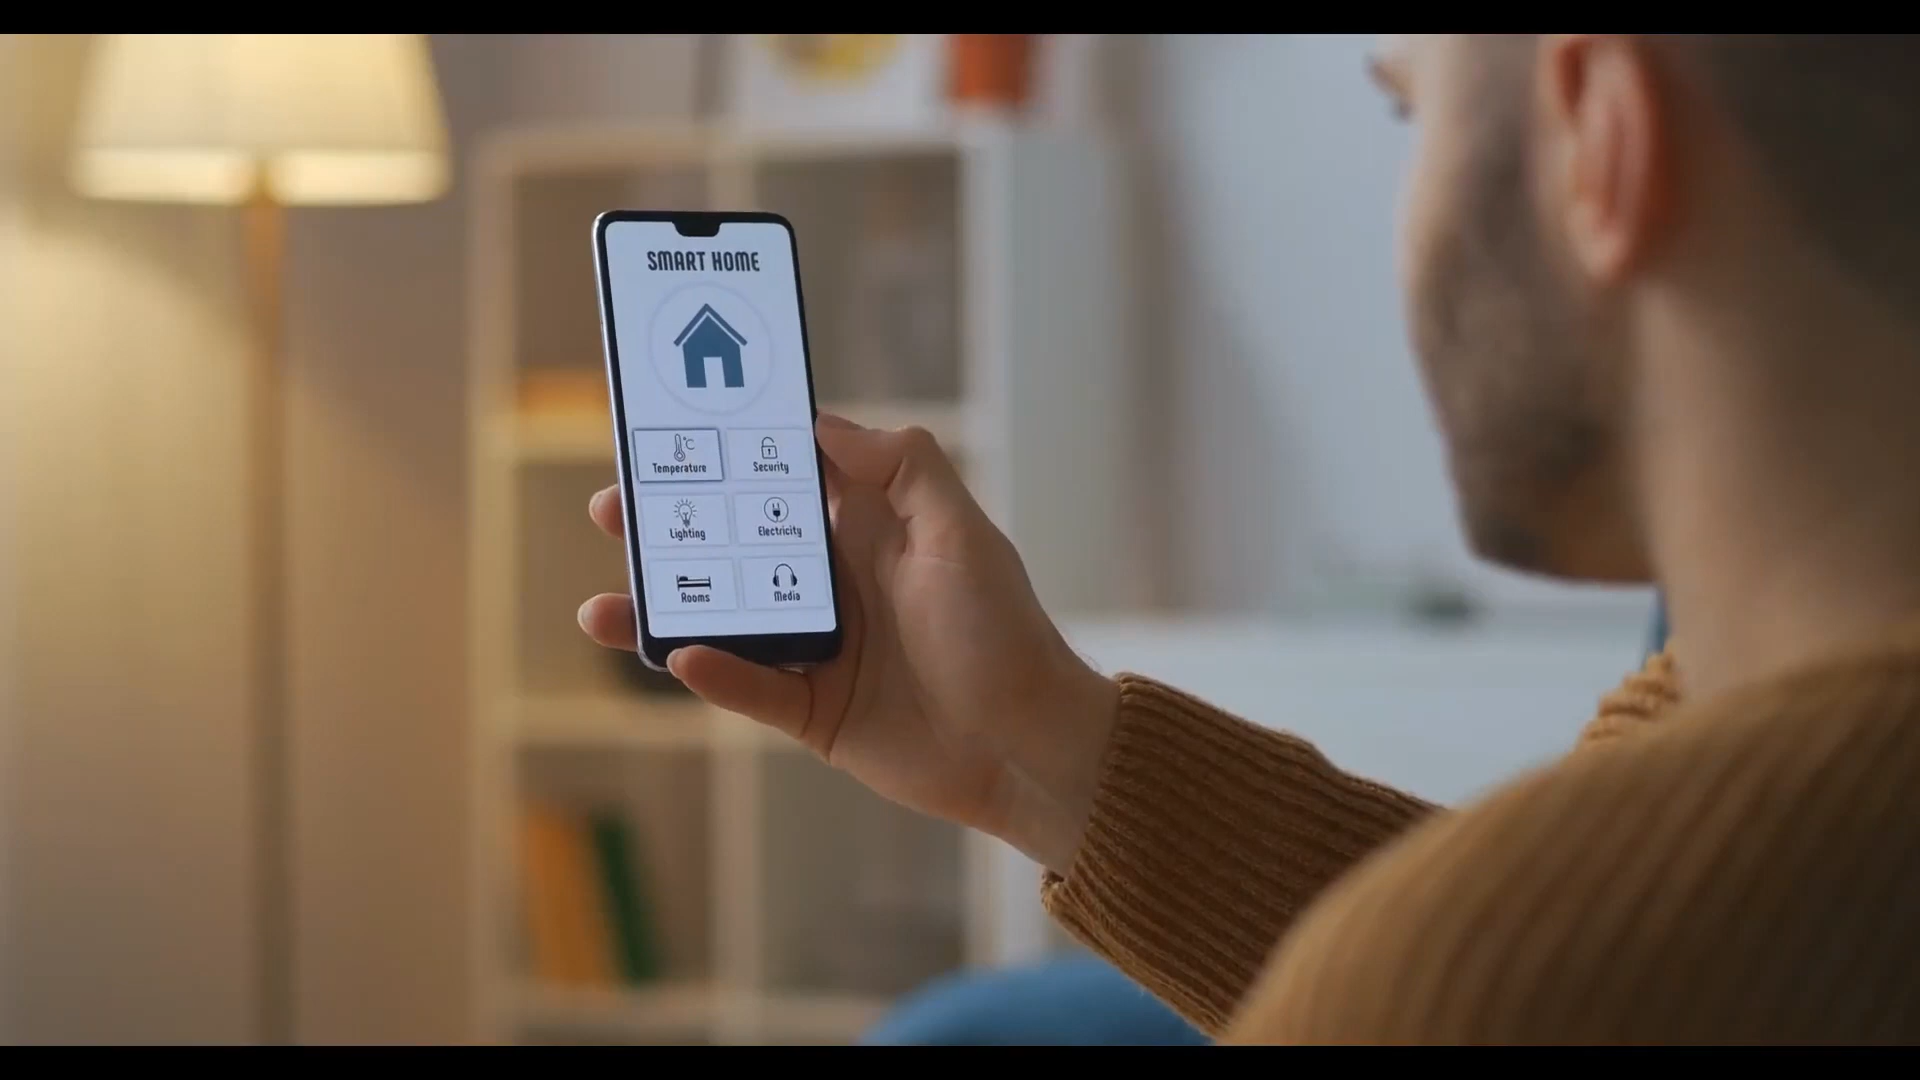 SMART HOME
°C
Temperature
Security
Lighting
Electricity
Rooms
Media